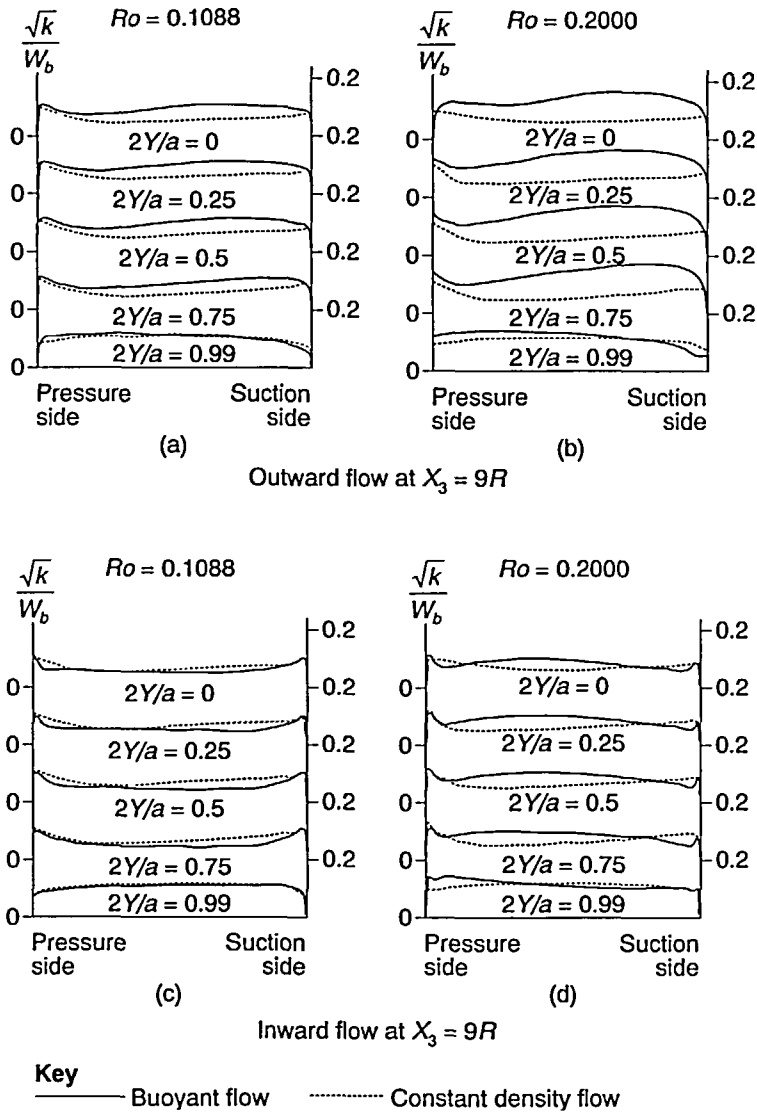 √k
W_b
Ro = 0.1088
0.2
0 2Y/a = 0 0.2
0 2Y/a = 0.25 0.2
0 2Y/a = 0.5 0.2
0 2Y/a = 0.75 0.2
0 2Y/a = 0.99
Pressure side
Suction side
(a)
√k
W_b
Ro = 0.2000
0.2
0 2Y/a = 0 0.2
0 2Y/a = 0.25 0.2
0 2Y/a = 0.5 0.2
0 2Y/a = 0.75 0.2
0 2Y/a = 0.99
Pressure side
Suction side
(b)
Outward flow at X₃ = 9R
√k
W_b
Ro = 0.1088
0.2
0 2Y/a = 0 0.2
0 2Y/a = 0.25 0.2
0 2Y/a = 0.5 0.2
0 2Y/a = 0.75 0.2
0 2Y/a = 0.99
Pressure side
Suction side
(c)
√k
W_b
Ro = 0.2000
0.2
0 2Y/a = 0 0.2
0 2Y/a = 0.25 0.2
0 2Y/a = 0.5 0.2
0 2Y/a = 0.75 0.2
0 2Y/a = 0.99
Pressure side
Suction side
(d)
Inward flow at X₃ = 9R
Key
Buoyant flow
Constant density flow